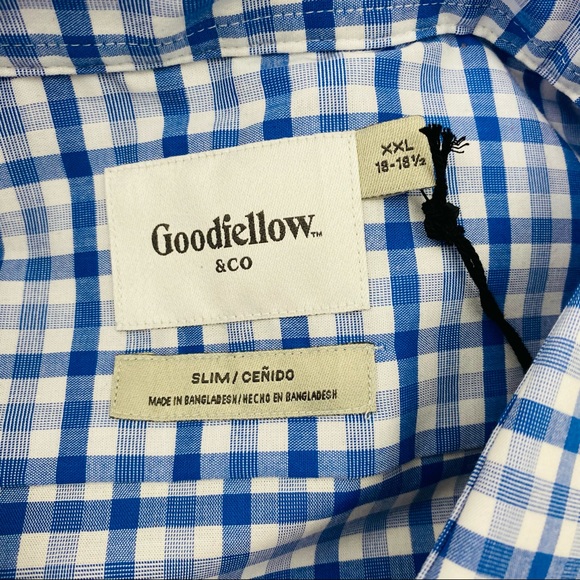 XXL
18-18½
Goodfellow™
&CO
SLIM/CEÑIDO
MADE IN BANGLADESH/HECHO EN BANGLADESH